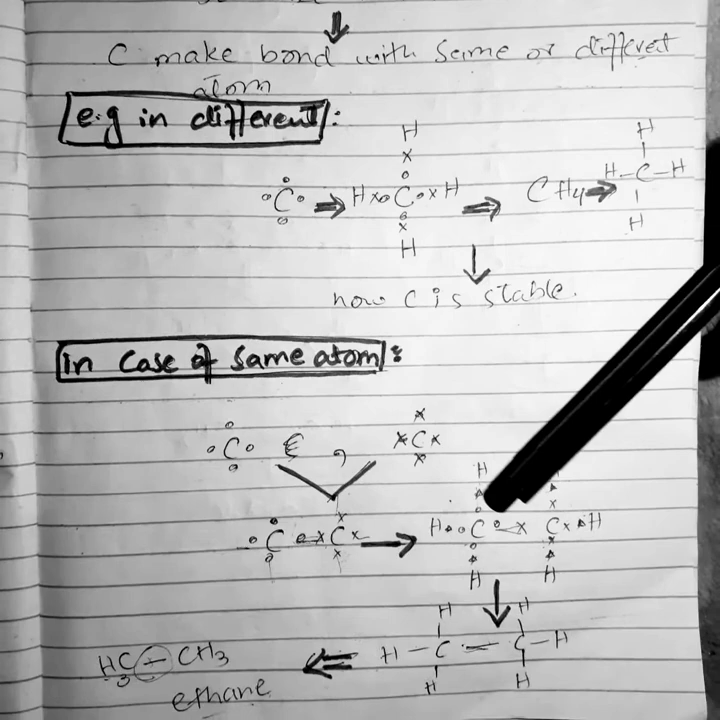 C make bond with same or different
atom
e.g in different:
H
x
C H x C x H ⇒ CH4 ⇒ H-C-H
x
H
H
now C is stable.
in case of same atom:
C € , x C x
H
C x C x → H C x C x H
H H
H H
H - C - C - H
H H
H3C - CH3
ethane